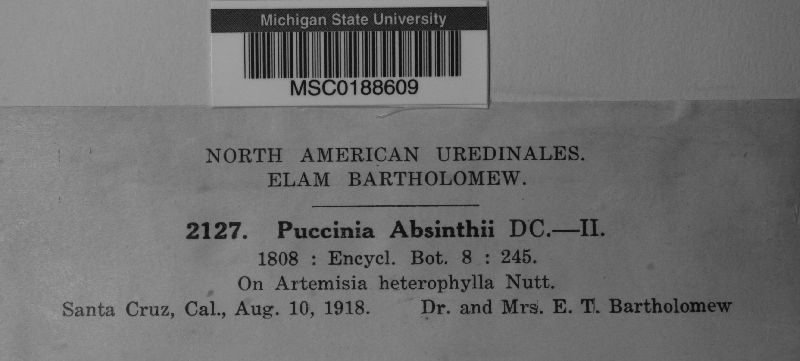 Michigan State University
MSC0188609
NORTH AMERICAN UREDINALES.
ELAM BARTHOLOMEW.
2127. Puccinia Absinthii DC.—II.
1808 : Encycl. Bot. 8 : 245.
On Artemisia heterophylla Nutt.
Santa Cruz, Cal., Aug. 10, 1918. Dr. and Mrs. E. T. Bartholomew